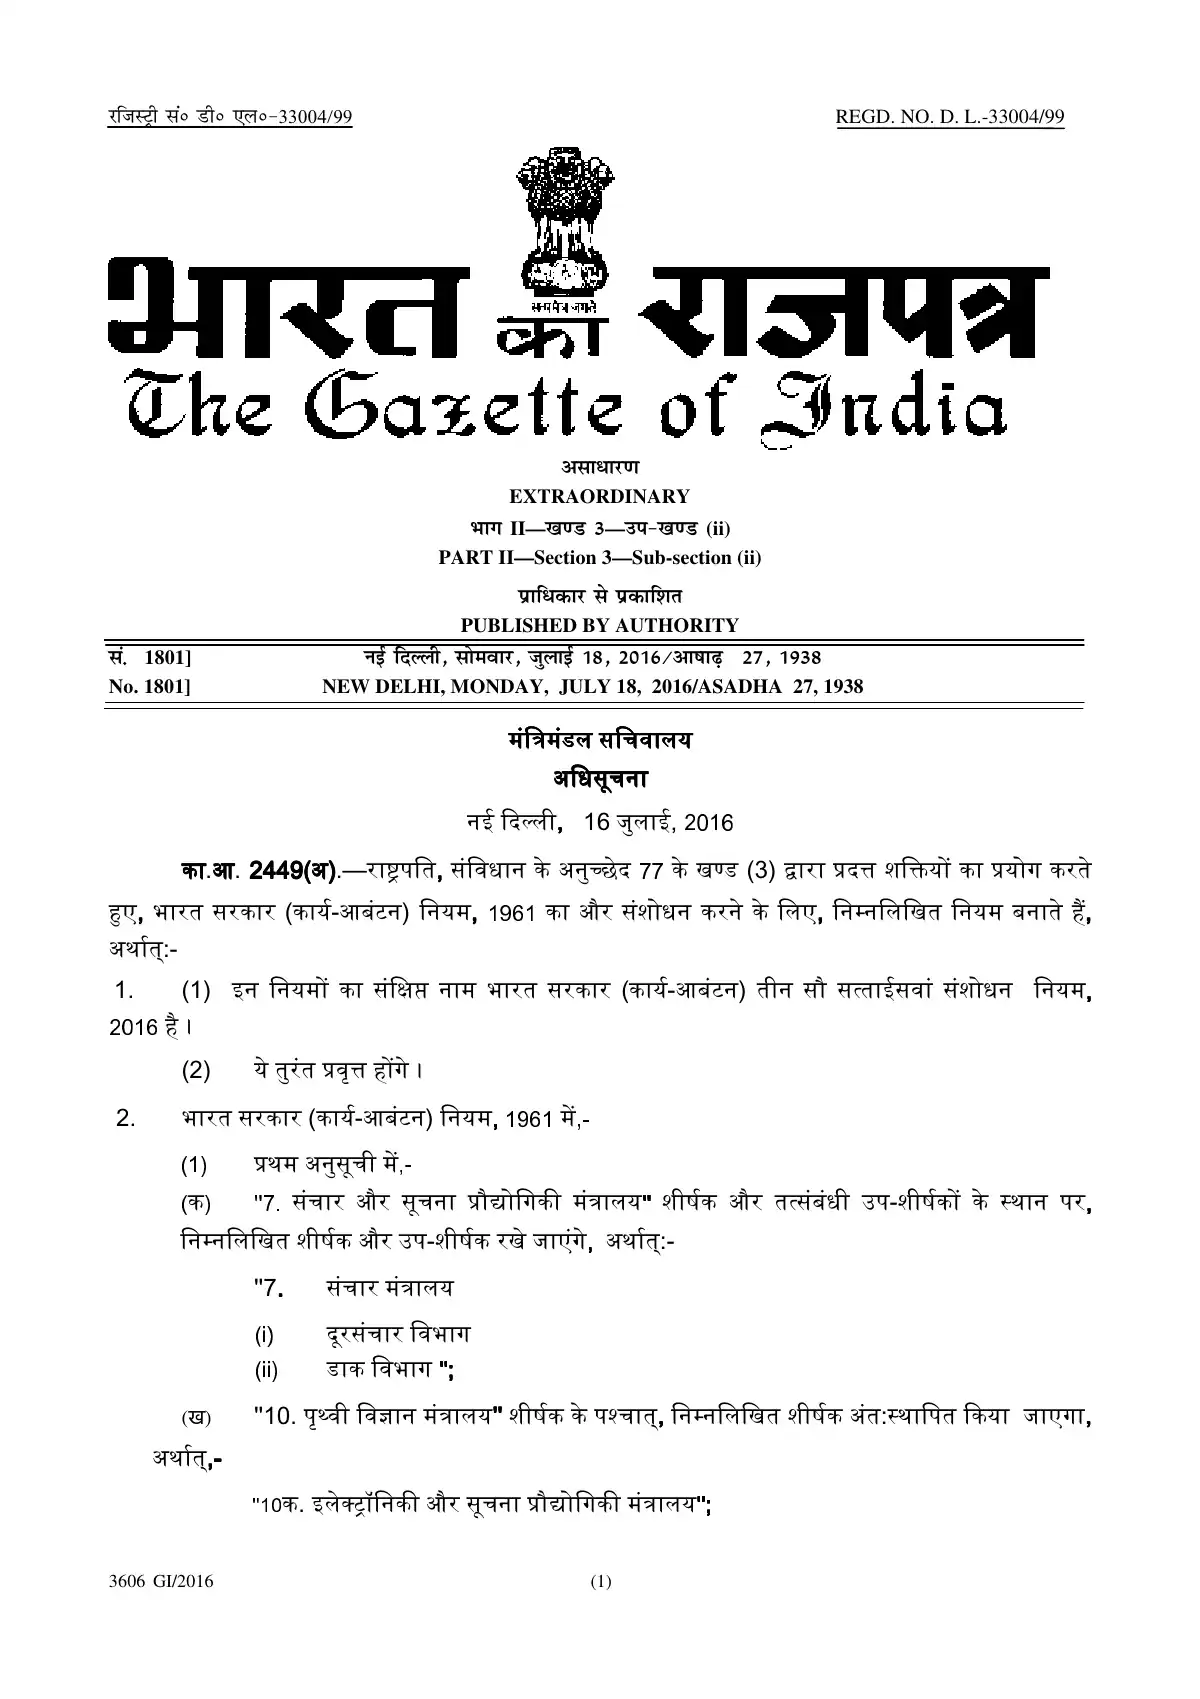 रजिस्ट्री सं० डी० एल०-33004/99
REGD. NO. D. L.-33004/99
सत्यमेव जयते
भारत का राजपत्र
The Gazette of India
असाधारण
EXTRAORDINARY
भाग II—खण्ड 3—उप-खण्ड (ii)
PART II—Section 3—Sub-section (ii)
प्राधिकार से प्रकाशित
PUBLISHED BY AUTHORITY
सं. 1801] नई दिल्ली, सोमवार, जुलाई 18, 2016/आषाढ़ 27, 1938
No. 1801] NEW DELHI, MONDAY, JULY 18, 2016/ASADHA 27, 1938
मंत्रिमंडल सचिवालय
अधिसूचना
नई दिल्ली, 16 जुलाई, 2016
का.आ. 2449(अ).—राष्ट्रपति, संविधान के अनुच्छेद 77 के खण्ड (3) द्वारा प्रदत्त शक्तियों का प्रयोग करते
हुए, भारत सरकार (कार्य-आबंटन) नियम, 1961 का और संशोधन करने के लिए, निम्नलिखित नियम बनाते हैं,
अर्थात्:-
1. (1) इन नियमों का संक्षिप्त नाम भारत सरकार (कार्य-आबंटन) तीन सौ सत्ताईसवां संशोधन नियम,
2016 है ।
(2) ये तुरंत प्रवृत्त होंगे ।
2. भारत सरकार (कार्य-आबंटन) नियम, 1961 में,-
(1) प्रथम अनुसूची में,-
(क) "7. संचार और सूचना प्रौद्योगिकी मंत्रालय" शीर्षक और तत्संबंधी उप-शीर्षकों के स्थान पर,
निम्नलिखित शीर्षक और उप-शीर्षक रखे जाएंगे, अर्थात्:-
"7. संचार मंत्रालय
(i) दूरसंचार विभाग
(ii) डाक विभाग ";
(ख) "10. पृथ्वी विज्ञान मंत्रालय" शीर्षक के पश्चात्, निम्नलिखित शीर्षक अंत:स्थापित किया जाएगा,
अर्थात्,-
"10क. इलेक्ट्रॉनिकी और सूचना प्रौद्योगिकी मंत्रालय";
3606 GI/2016 (1)